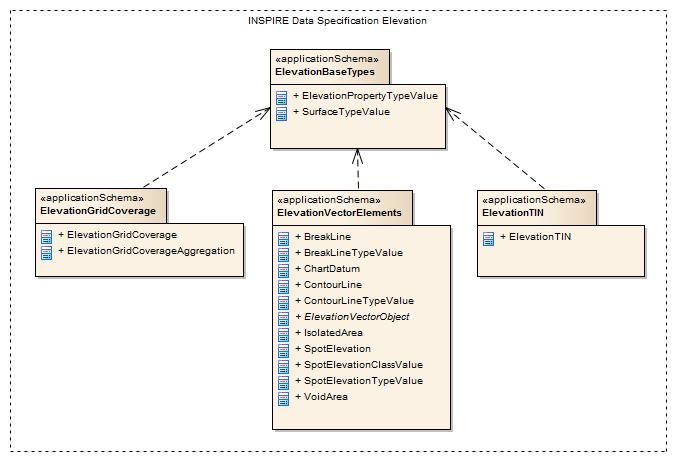 INSPIRE Data Specification Elevation
«applicationSchema»
ElevationBaseTypes
+ ElevationPropertyTypeValue
+ SurfaceTypeValue
«applicationSchema»
ElevationGridCoverage
+ ElevationGridCoverage
+ ElevationGridCoverageAggregation
«applicationSchema»
ElevationVectorElements
+ BreakLine
+ BreakLineTypeValue
+ ChartDatum
+ ContourLine
+ ContourLineTypeValue
+ ElevationVectorObject
+ IsolatedArea
+ SpotElevation
+ SpotElevationClassValue
+ SpotElevationTypeValue
+ VoidArea
«applicationSchema»
ElevationTIN
+ ElevationTIN